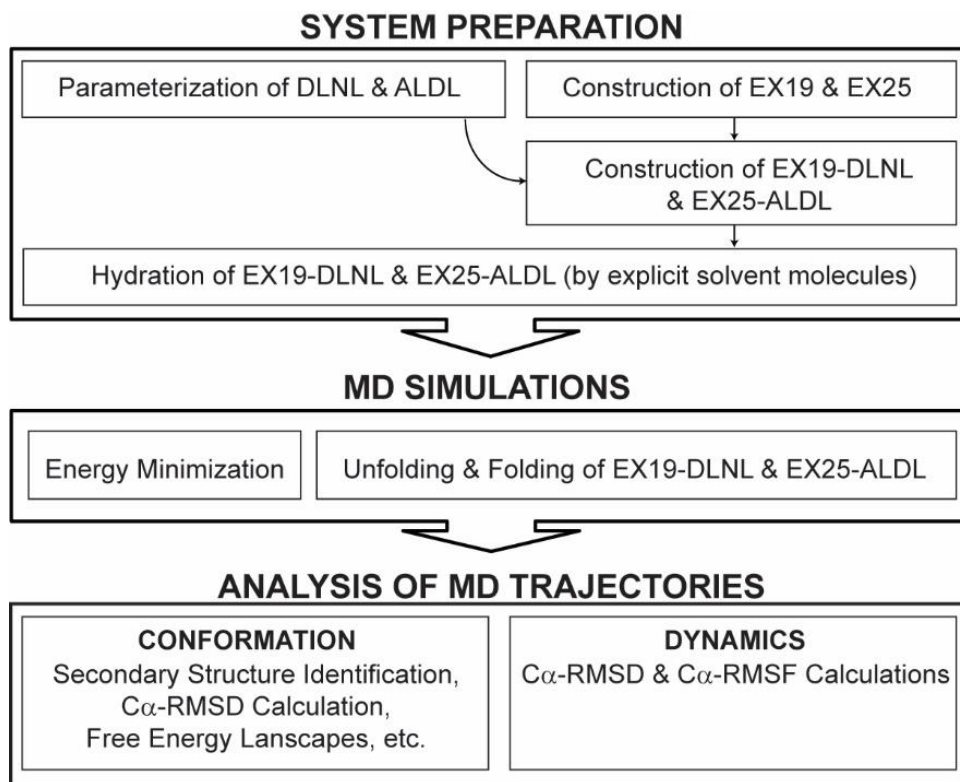 SYSTEM PREPARATION
Parameterization of DLNL & ALDL
Construction of EX19 & EX25
Construction of EX19-DLNL
& EX25-ALDL
Hydration of EX19-DLNL & EX25-ALDL (by explicit solvent molecules)
MD SIMULATIONS
Energy Minimization
Unfolding & Folding of EX19-DLNL & EX25-ALDL
ANALYSIS OF MD TRAJECTORIES
CONFORMATION
Secondary Structure Identification,
Cα-RMSD Calculation,
Free Energy Lanscapes, etc.
DYNAMICS
Cα-RMSD & Cα-RMSF Calculations